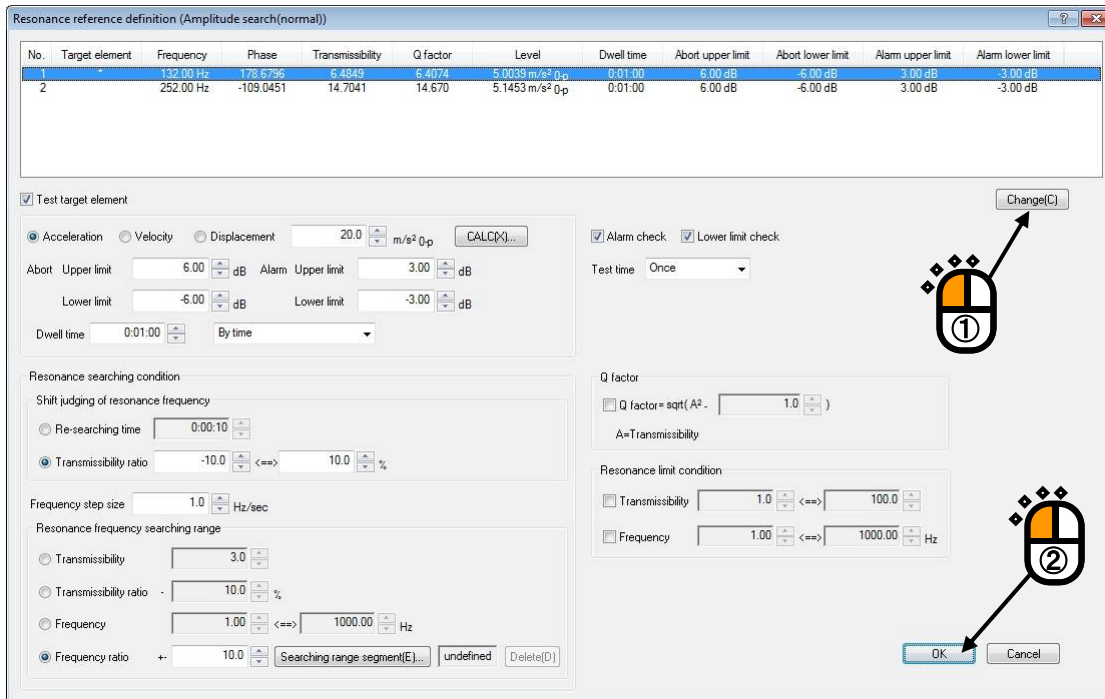 Resonance reference definition (Amplitude search(normal))
No. Target element Frequency Phase Transmissibility Q factor Level Dwell time Abort upper limit Abort lower limit Alarm upper limit Alarm lower limit
1 * 132.00 Hz 178.6796 6.4849 6.4074 5.0039 m/s² 0-p 0:01:00 6.00 dB -6.00 dB 3.00 dB -3.00 dB
2 252.00 Hz -109.0451 14.7041 14.670 5.1453 m/s² 0-p 0:01:00 6.00 dB -6.00 dB 3.00 dB -3.00 dB
Test target element
Change(C)
Acceleration Velocity Displacement 20.0 m/s² 0-p CALC(X)...
Alarm check Lower limit check
Abort Upper limit 6.00 dB Alarm Upper limit 3.00 dB
Test time Once
Lower limit -6.00 dB Lower limit -3.00 dB
Dwell time 0:01:00 By time
①
Resonance searching condition
Shift judging of resonance frequency
Re-searching time 0:00:10
Transmissibility ratio -10.0 <==> 10.0 %
Q factor
Q factor= sqrt( A² - 1.0 )
A=Transmissibility
Frequency step size 1.0 Hz/sec
Resonance limit condition
Transmissibility 1.0 <==> 100.0
Frequency 1.00 <==> 1000.00 Hz
Resonance frequency searching range
Transmissibility 3.0
Transmissibility ratio - 10.0 %
Frequency 1.00 <==> 1000.00 Hz
Frequency ratio +- 10.0 Searching range segment(E)... undefined Delete(D)
②
OK Cancel